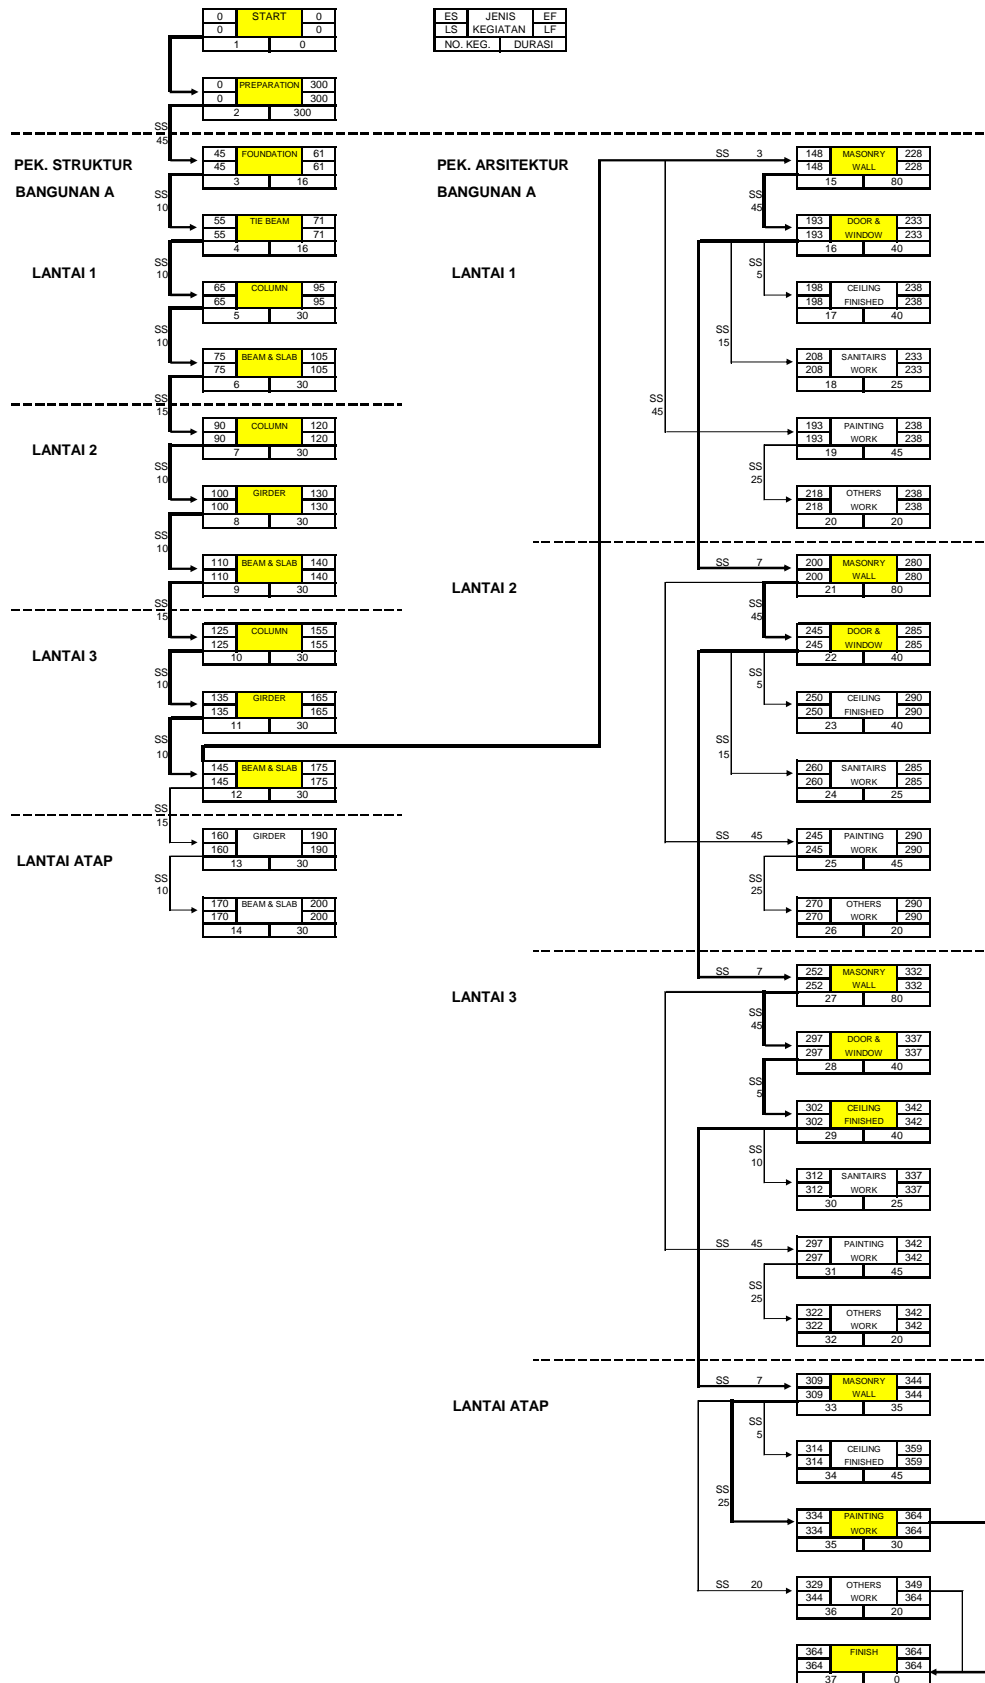 0 START 0
0 0
1 0
ES JENIS EF
LS KEGIATAN LF
NO. KEG. DURASI
0 PREPARATION 300
0 300
2 300
SS
45
PEK. STRUKTUR
BANGUNAN A
45 FOUNDATION 61
45 61
3 16
SS
10
55 TIE BEAM 71
55 71
4 16
LANTAI 1
SS
10
65 COLUMN 95
65 95
5 30
SS
10
75 BEAM & SLAB 105
75 105
6 30
SS
15
LANTAI 2
90 COLUMN 120
90 120
7 30
SS
10
100 GIRDER 130
100 130
8 30
SS
10
110 BEAM & SLAB 140
110 140
9 30
SS
15
LANTAI 3
125 COLUMN 155
125 155
10 30
SS
10
135 GIRDER 165
135 165
11 30
SS
10
145 BEAM & SLAB 175
145 175
12 30
SS
15
LANTAI ATAP
160 GIRDER 190
160 190
13 30
SS
10
170 BEAM & SLAB 200
170 200
14 30
PEK. ARSITEKTUR
BANGUNAN A
SS 3
148 MASONRY 228
148 WALL 228
15 80
SS
45
193 DOOR & 233
193 WINDOW 233
16 40
LANTAI 1
SS
5
198 CEILING 238
198 FINISHED 238
17 40
SS
15
208 SANITAIRS 233
208 WORK 233
18 25
SS
45
193 PAINTING 238
193 WORK 238
19 45
SS
25
218 OTHERS 238
218 WORK 238
20 20
LANTAI 2
SS 7
200 MASONRY 280
200 WALL 280
21 80
SS
45
245 DOOR & 285
245 WINDOW 285
22 40
SS
5
250 CEILING 290
250 FINISHED 290
23 40
SS
15
260 SANITAIRS 285
260 WORK 285
24 25
SS 45
245 PAINTING 290
245 WORK 290
25 45
SS
25
270 OTHERS 290
270 WORK 290
26 20
LANTAI 3
SS 7
252 MASONRY 332
252 WALL 332
27 80
SS
45
297 DOOR & 337
297 WINDOW 337
28 40
SS
5
302 CEILING 342
302 FINISHED 342
29 40
SS
10
312 SANITAIRS 337
312 WORK 337
30 25
SS 45
297 PAINTING 342
297 WORK 342
31 45
SS
25
322 OTHERS 342
322 WORK 342
32 20
LANTAI ATAP
SS 7
309 MASONRY 344
309 WALL 344
33 35
SS
5
314 CEILING 359
314 FINISHED 359
34 45
SS
25
334 PAINTING 364
334 WORK 364
35 30
SS 20
329 OTHERS 349
344 WORK 364
36 20
364 FINISH 364
364 364
37 0